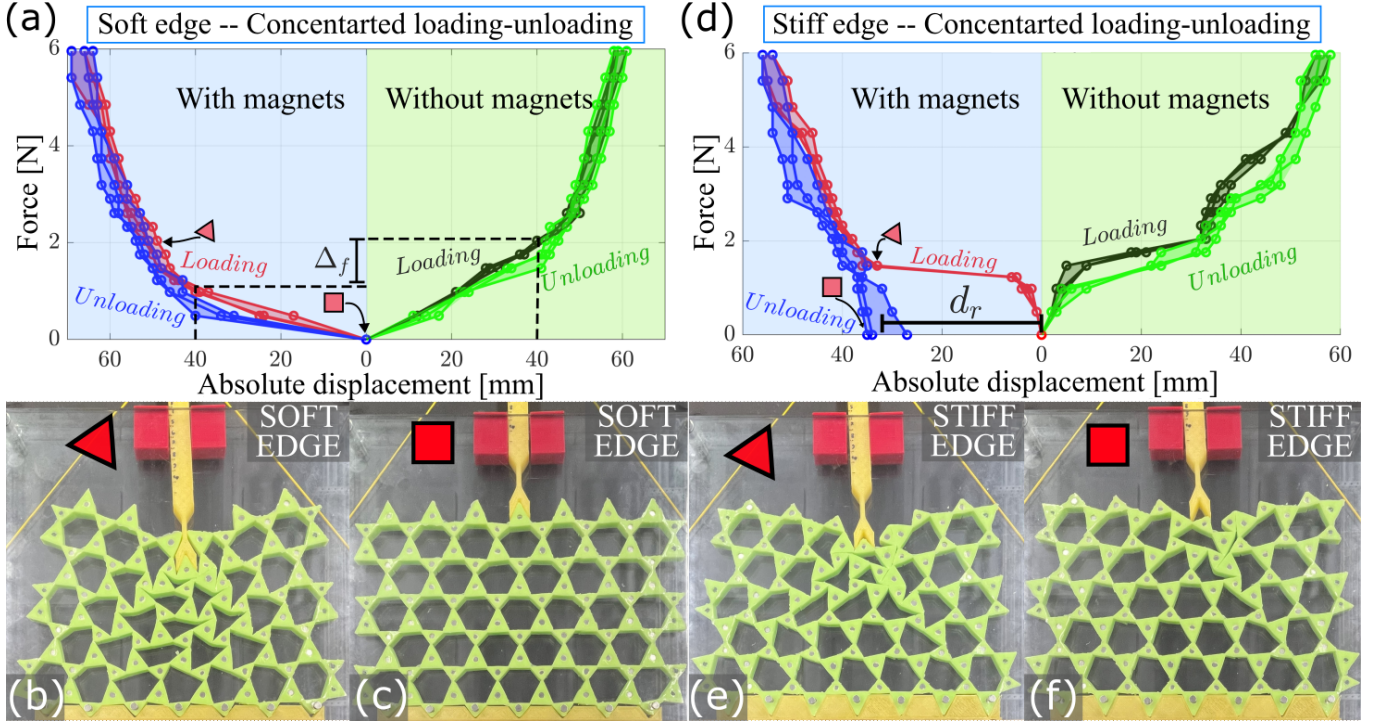 (a)
Soft edge -- Concentarted loading-unloading
With magnets
Without magnets
Force [N]
6
4
2
0
Loading
Unloading
Δf
Loading
Unloading
60 40 20 0 20 40 60
Absolute displacement [mm]
(d)
Stiff edge -- Concentarted loading-unloading
With magnets
Without magnets
Force [N]
6
4
2
0
Loading
Unloading
dr
Loading
Unloading
60 40 20 0 20 40 60
Absolute displacement [mm]
SOFT
EDGE
(b)
SOFT
EDGE
(c)
STIFF
EDGE
(e)
STIFF
EDGE
(f)